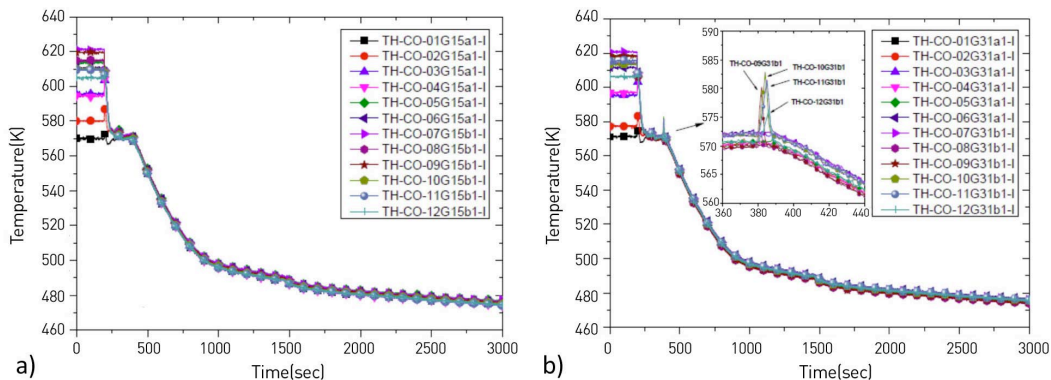 640
620
600
580
560
540
520
500
480
460
Temperature[K]
0 500 1000 1500 2000 2500 3000
Time[sec]
TH-CO-01G15a1-I
TH-CO-02G15a1-I
TH-CO-03G15a1-I
TH-CO-04G15a1-I
TH-CO-05G15a1-I
TH-CO-06G15a1-I
TH-CO-07G15b1-I
TH-CO-08G15b1-I
TH-CO-09G15b1-I
TH-CO-10G15b1-I
TH-CO-11G15b1-I
TH-CO-12G15b1-I
a)
640
620
600
580
560
540
520
500
480
460
Temperature[K]
0 500 1000 1500 2000 2500 3000
Time[sec]
590
585
580
575
570
565
560
360 380 400 420 440
TH-CO-09G31b1
TH-CO-10G31b1
TH-CO-11G31b1
TH-CO-12G31b1
TH-CO-01G31a1-I
TH-CO-02G31a1-I
TH-CO-03G31a1-I
TH-CO-04G31a1-I
TH-CO-05G31a1-I
TH-CO-06G31a1-I
TH-CO-07G31b1-I
TH-CO-08G31b1-I
TH-CO-09G31b1-I
TH-CO-10G31b1-I
TH-CO-11G31b1-I
TH-CO-12G31b1-I
b)